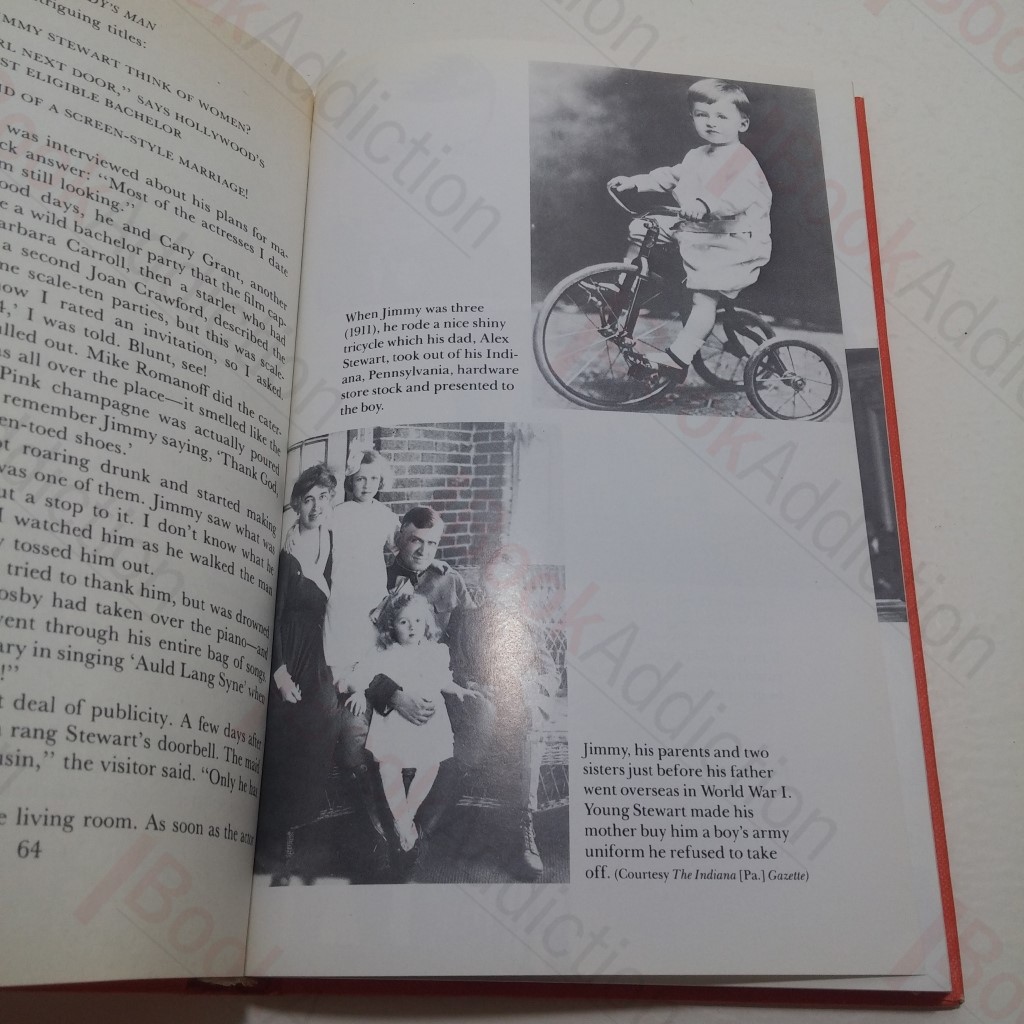 DY'S MAN
triguing titles:
MMY STEWART THINK OF WOMEN?
RL NEXT DOOR," SAYS HOLLYWOOD'S
ST ELIGIBLE BACHELOR
ND OF A SCREEN-STYLE MARRIAGE!
was interviewed about his plans for ma-
ck answer: "Most of the actresses I date
m still looking."
ood days, he and Cary Grant, another
e a wild bachelor party that the film cap-
arbara Carroll, then a starlet who had
a second Joan Crawford, described the
ne scale-ten parties, but this was scale-
ow I rated an invitation, so I asked.
4,' I was told. Blunt, see!
lled out. Mike Romanoff did the cater-
s all over the place—it smelled like the
Pink champagne was actually poured
remember Jimmy saying, 'Thank God,
en-toed shoes.'
ot roaring drunk and started making
was one of them. Jimmy saw what was
ut a stop to it. I don't know what he
I watched him as he walked the man
y tossed him out.
tried to thank him, but was drowned
osby had taken over the piano—and
vent through his entire bag of songs,
ary in singing 'Auld Lang Syne' when
!"
t deal of publicity. A few days after
n rang Stewart's doorbell. The maid
usin," the visitor said. "Only he has
e living room. As soon as the actor
64
When Jimmy was three
(1911), he rode a nice shiny
tricycle which his dad, Alex
Stewart, took out of his Indi-
ana, Pennsylvania, hardware
store stock and presented to
the boy.
Jimmy, his parents and two
sisters just before his father
went overseas in World War I.
Young Stewart made his
mother buy him a boy's army
uniform he refused to take
off. (Courtesy The Indiana [Pa.] Gazette)
BookAddiction